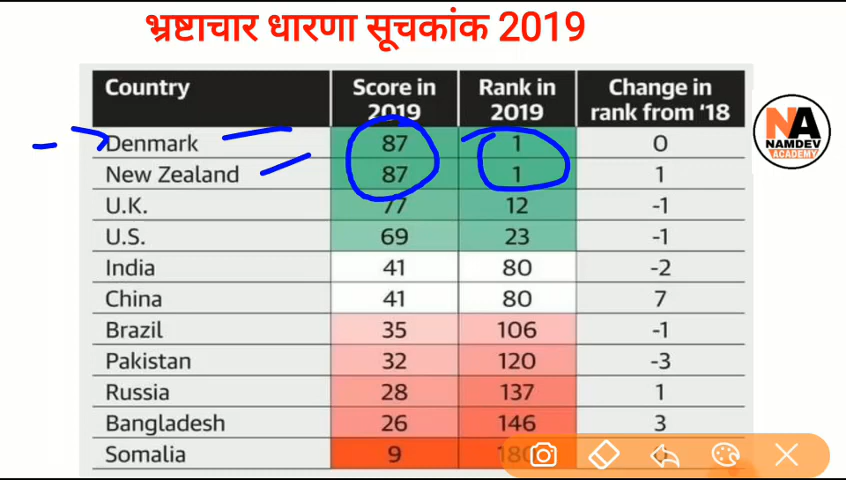 भ्रष्टाचार धारणा सूचकांक 2019
Country Score in 2019 Rank in 2019 Change in rank from '18
Denmark 87 1 0
New Zealand 87 1 1
U.K. 77 12 -1
U.S. 69 23 -1
India 41 80 -2
China 41 80 7
Brazil 35 106 -1
Pakistan 32 120 -3
Russia 28 137 1
Bangladesh 26 146 3
Somalia 9 180 0
NA
NAMDEV
ACADEMY